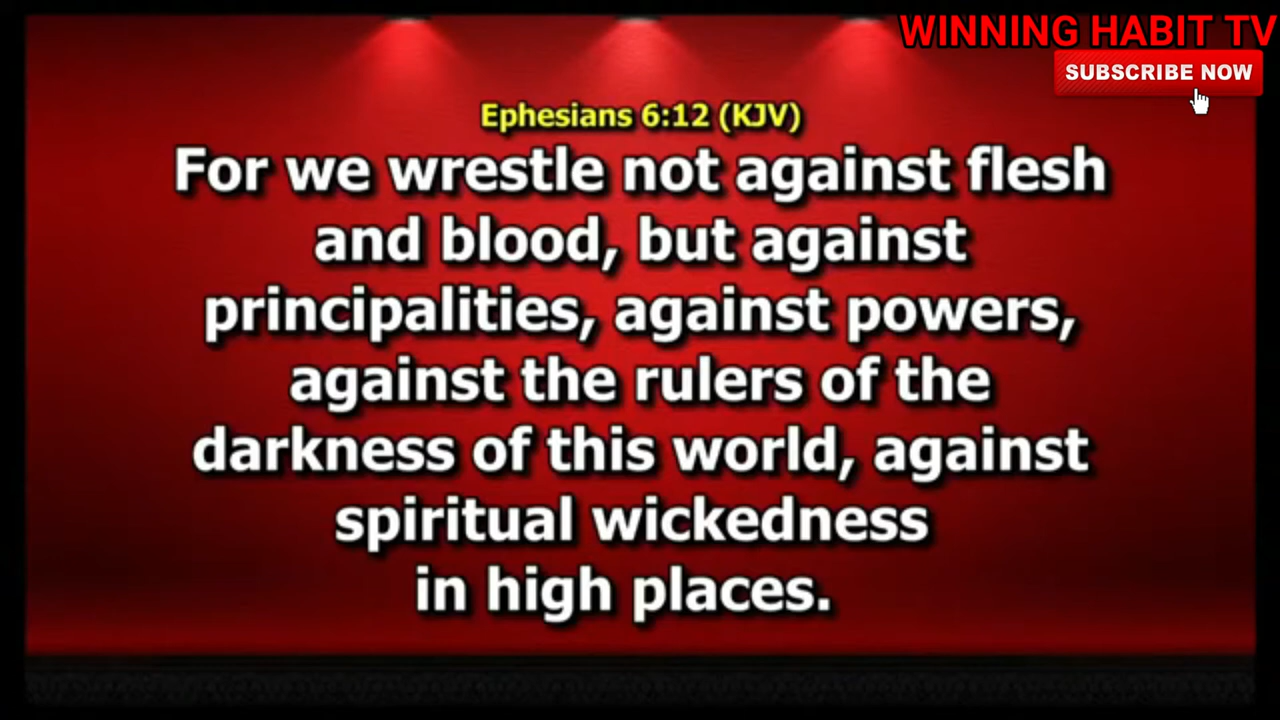 WINNING HABIT TV
SUBSCRIBE NOW
Ephesians 6:12 (KJV)
For we wrestle not against flesh
and blood, but against
principalities, against powers,
against the rulers of the
darkness of this world, against
spiritual wickedness
in high places.